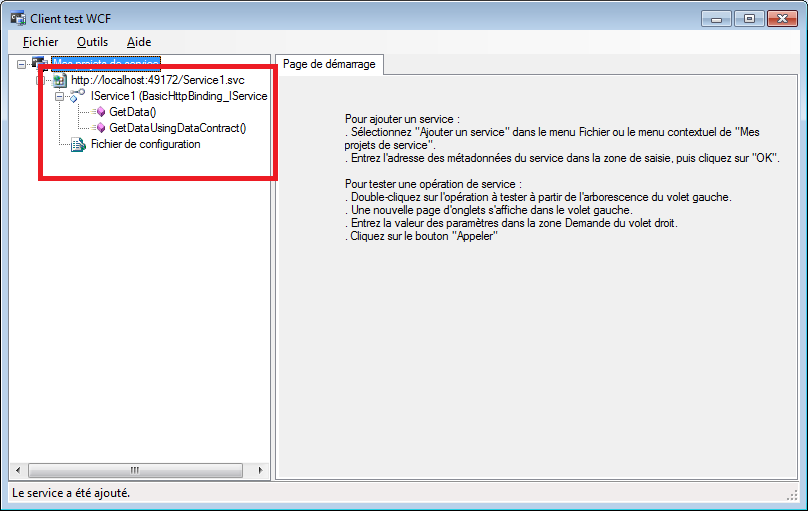 Client test WCF
Fichier Outils Aide
Mes projets de service
http://localhost:49172/Service1.svc
IService1 (BasicHttpBinding_IService
GetData()
GetDataUsingDataContract()
Fichier de configuration
Page de démarrage
Pour ajouter un service :
. Sélectionnez "Ajouter un service" dans le menu Fichier ou le menu contextuel de "Mes
projets de service".
. Entrez l'adresse des métadonnées du service dans la zone de saisie, puis cliquez sur "OK".
Pour tester une opération de service :
. Double-cliquez sur l'opération à tester à partir de l'arborescence du volet gauche.
. Une nouvelle page d'onglets s'affiche dans le volet gauche.
. Entrez la valeur des paramètres dans la zone Demande du volet droit.
. Cliquez sur le bouton "Appeler"
Le service a été ajouté.